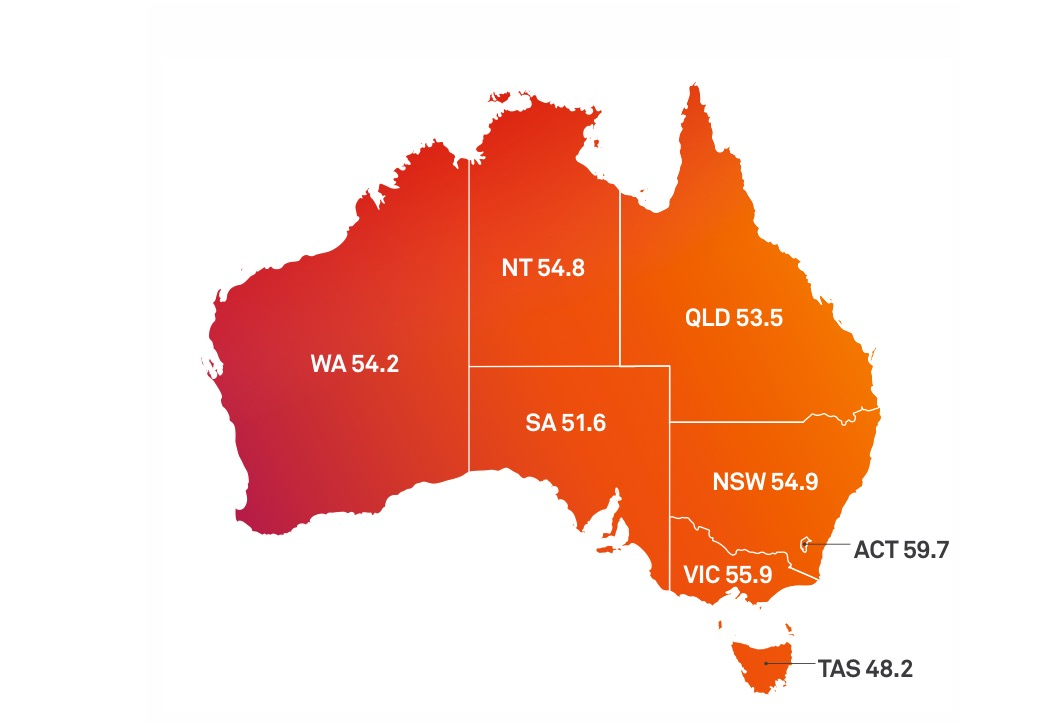 NT 54.8
QLD 53.5
WA 54.2
SA 51.6
NSW 54.9
ACT 59.7
VIC 55.9
TAS 48.2